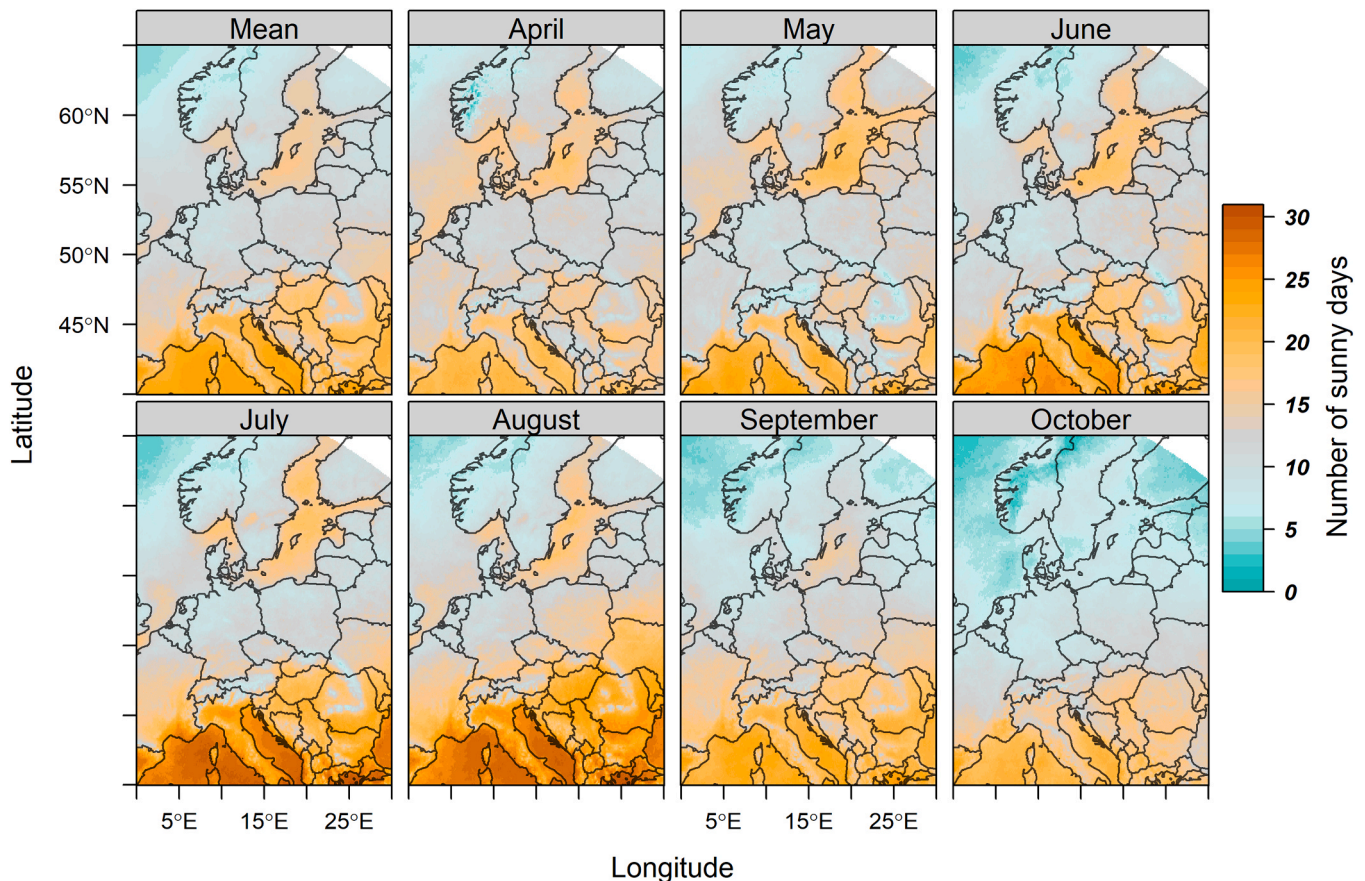 Mean April May June
60°N
55°N
50°N
45°N
July August September October
5°E 15°E 25°E 5°E 15°E 25°E
Longitude
Latitude
30
25
20
15
10
5
0
Number of sunny days